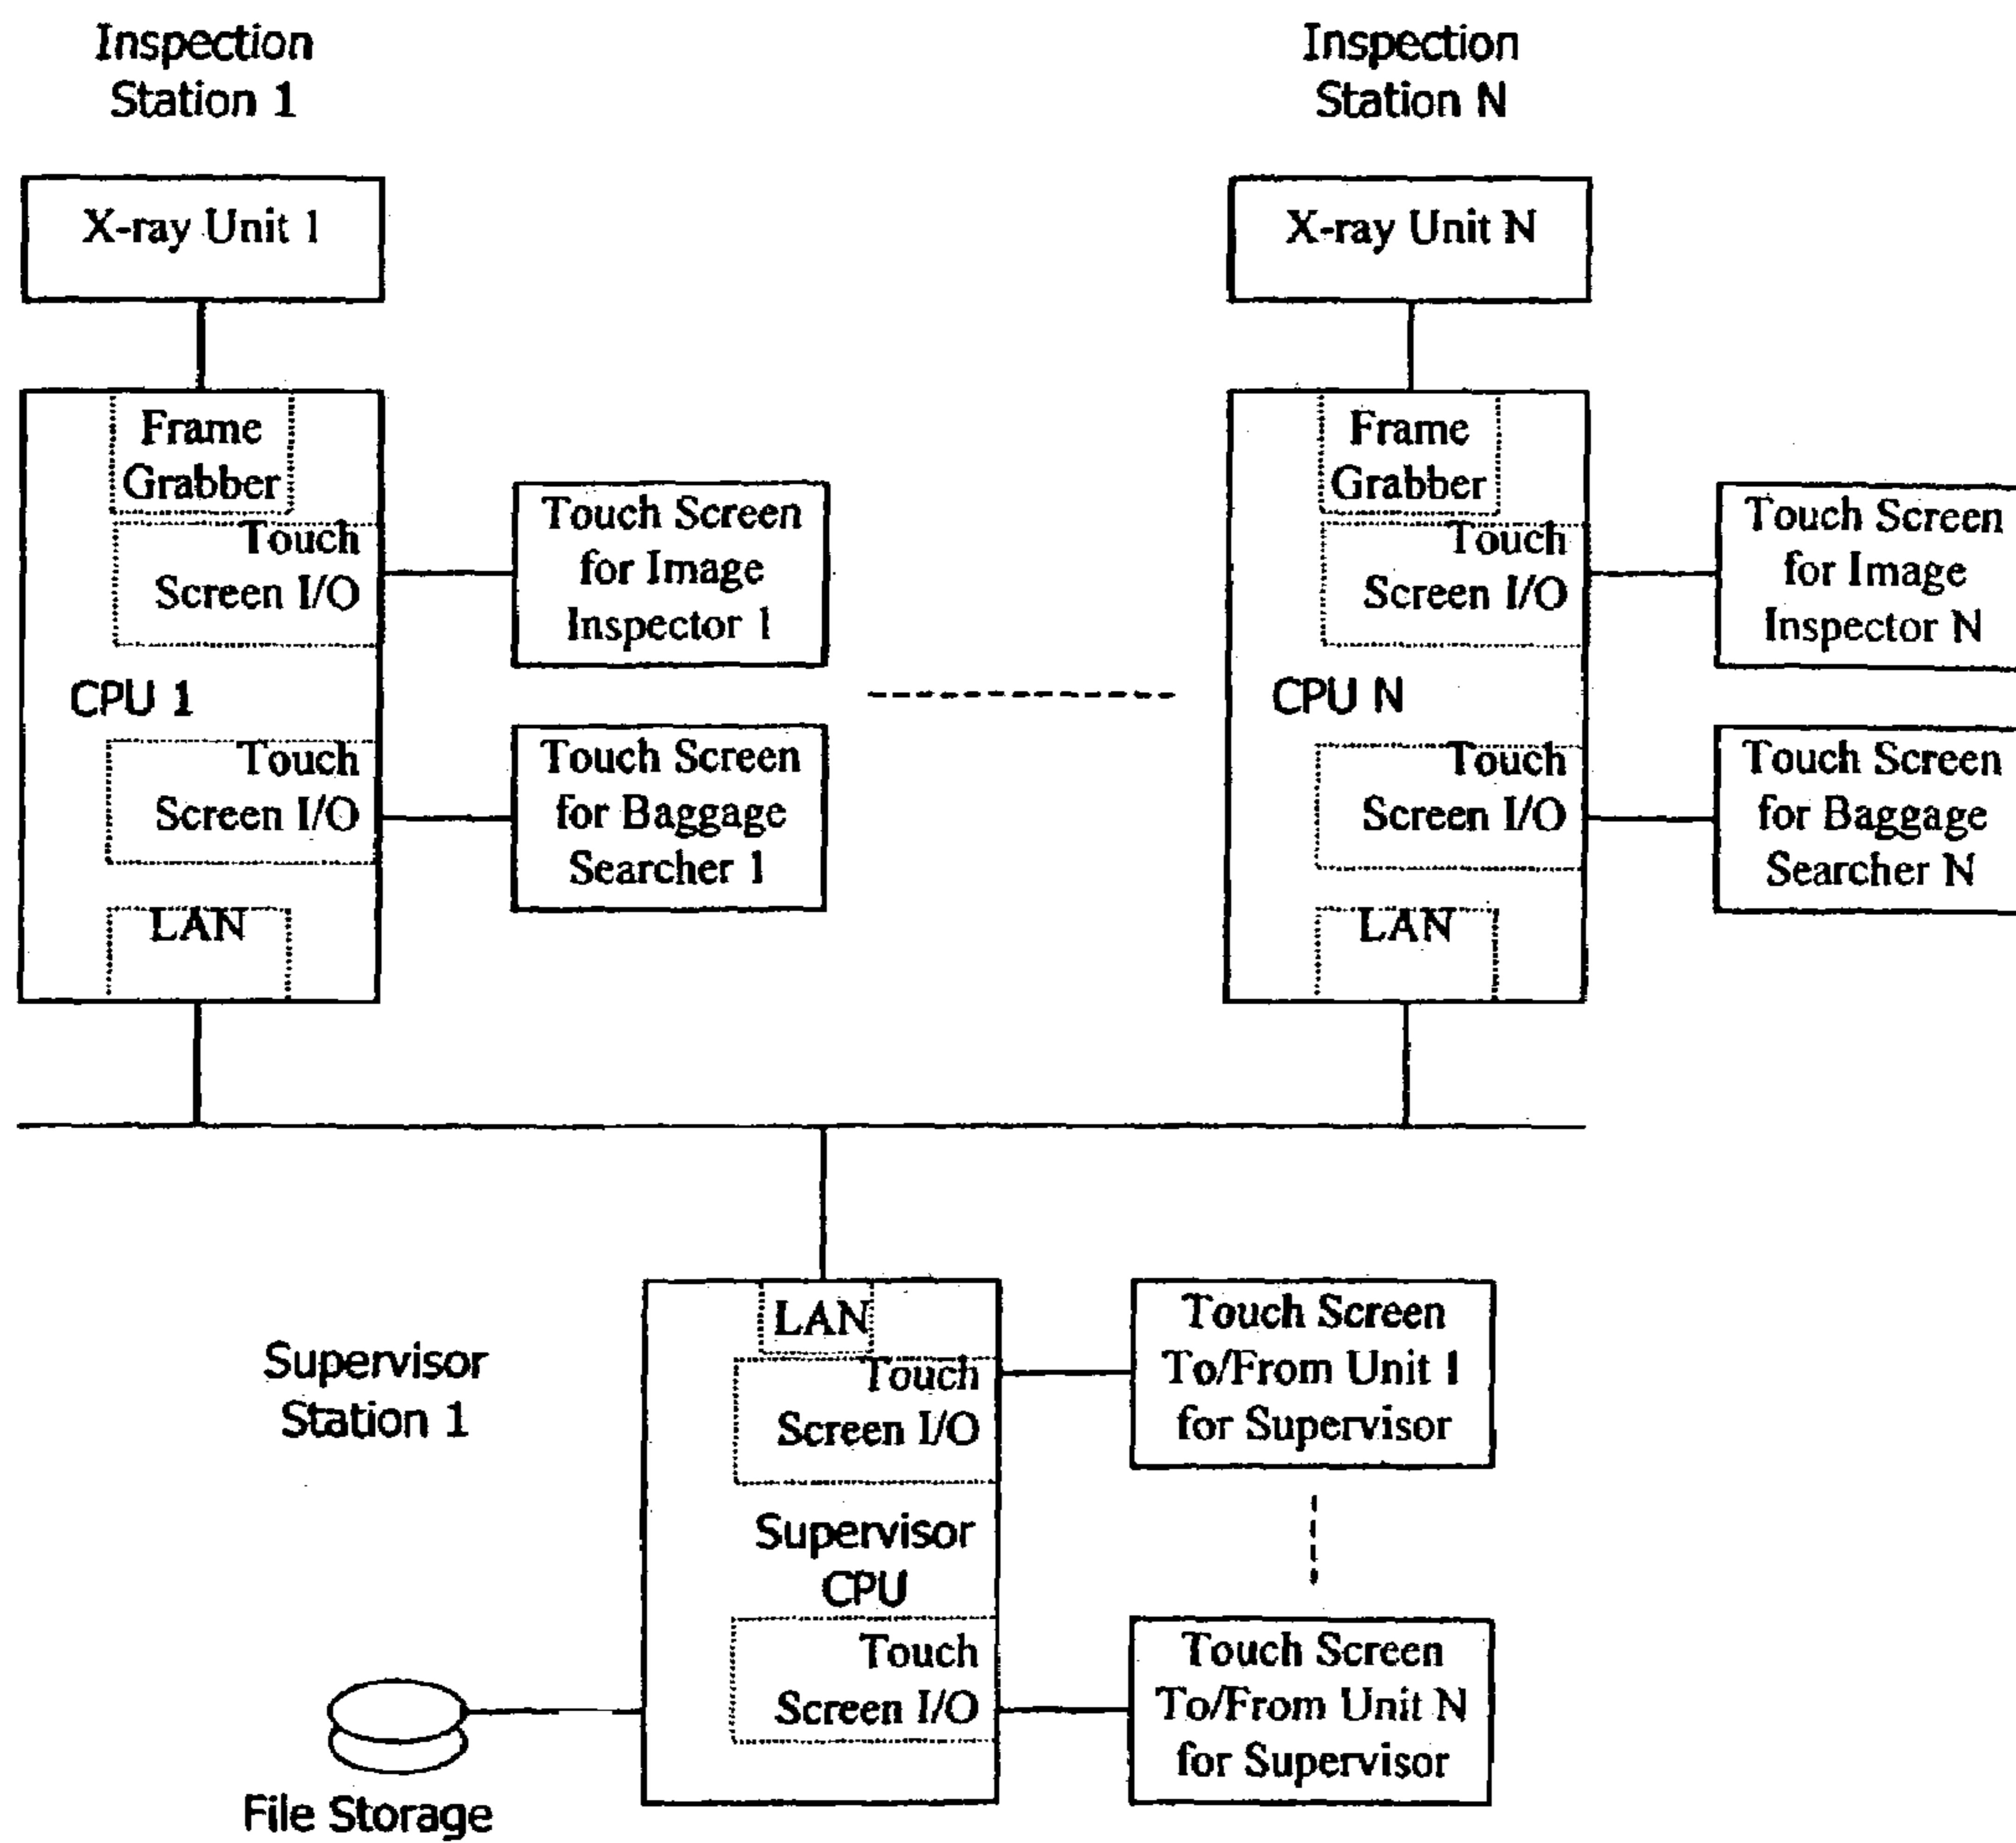 Inspection
Station 1
Inspection
Station N
X-ray Unit 1
X-ray Unit N
Frame
Grabber
Touch
Screen I/O
CPU 1
Touch
Screen I/O
LAN
Touch Screen
for Image
Inspector 1
Touch Screen
for Baggage
Searcher 1
Frame
Grabber
Touch
Screen I/O
CPU N
Touch
Screen I/O
LAN
Touch Screen
for Image
Inspector N
Touch Screen
for Baggage
Searcher N
Supervisor
Station 1
LAN
Touch
Screen I/O
Supervisor
CPU
Touch
Screen I/O
Touch Screen
To/From Unit 1
for Supervisor
Touch Screen
To/From Unit N
for Supervisor
File Storage